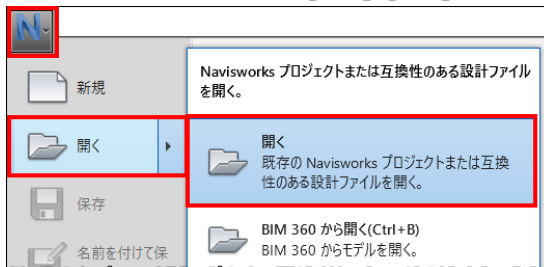 N
Navisworks プロジェクトまたは互換性のある設計ファイル
を開く。
新規
開く
開く
既存の Navisworks プロジェクトまたは互換
性のある設計ファイルを開く。
保存
BIM 360 から開く(Ctrl+B)
BIM 360 からモデルを開く。
名前を付けて保